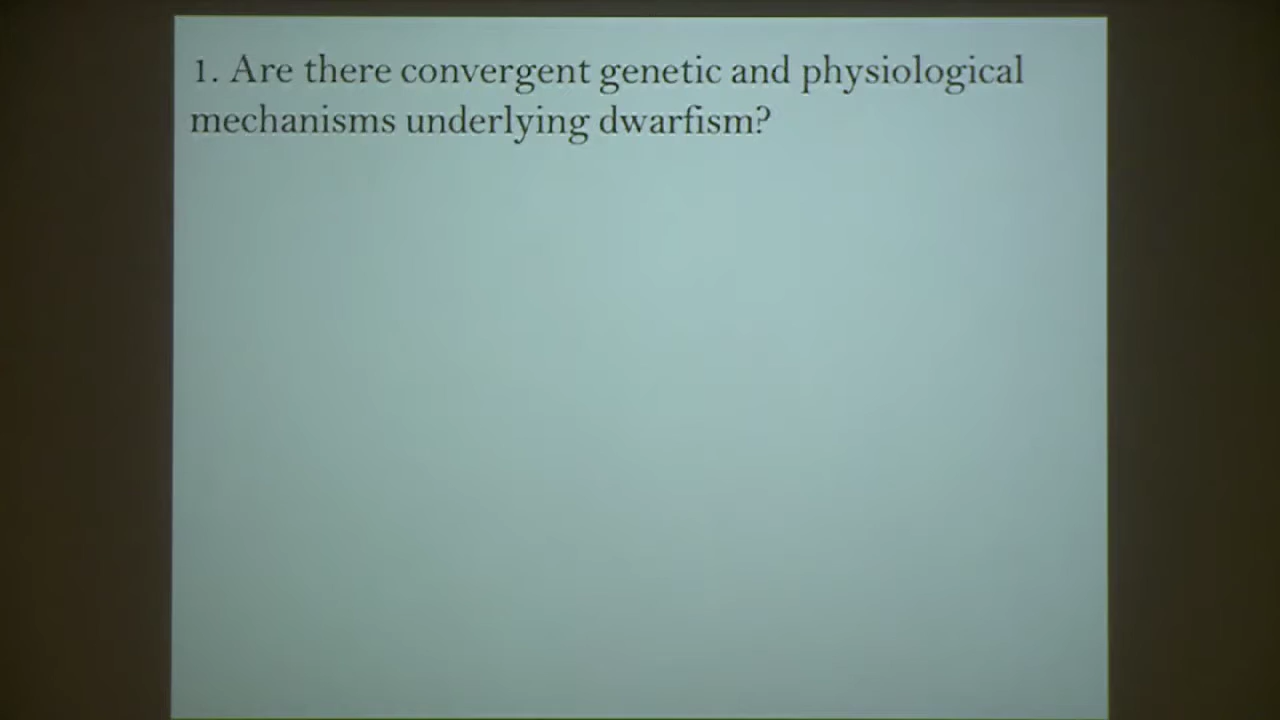 1. Are there convergent genetic and physiological
mechanisms underlying dwarfism?